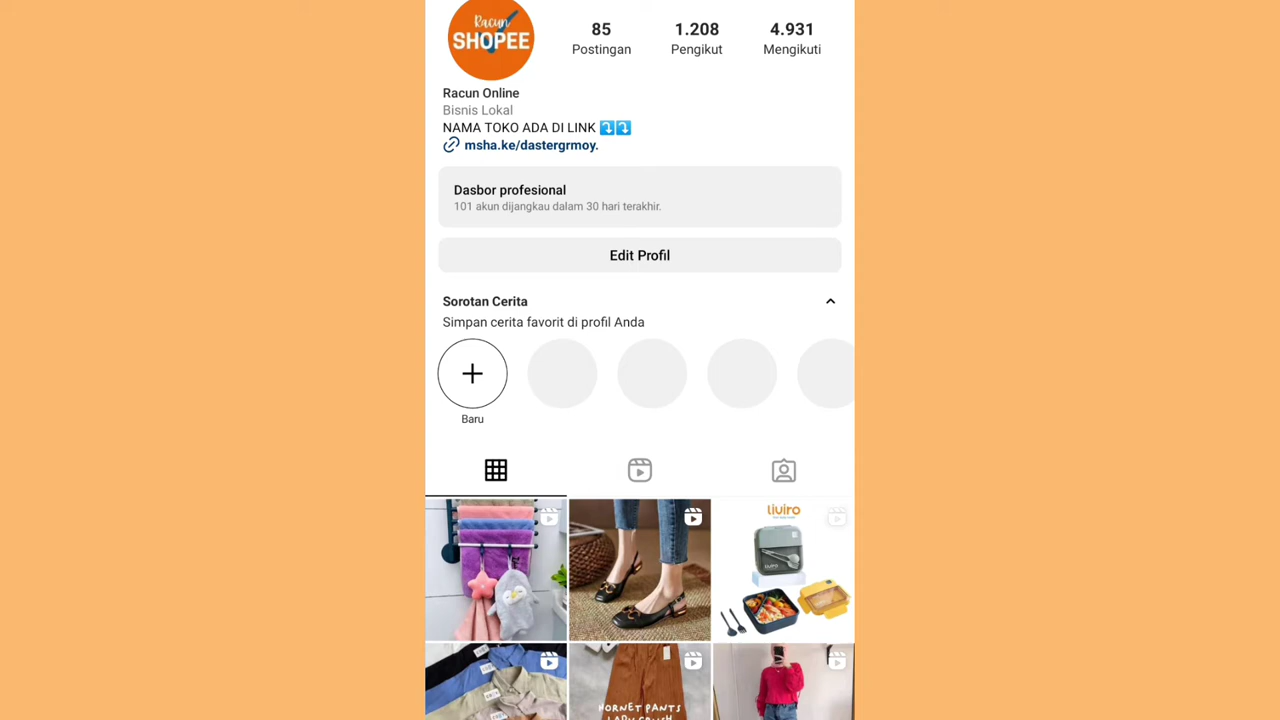 Racun
SHOPEE
85
1.208
4.931
Postingan
Pengikut
Mengikuti
Racun Online
Bisnis Lokal
NAMA TOKO ADA DI LINK ⤵️⤵️
msha.ke/dastergrmoy.
Dasbor profesional
101 akun dijangkau dalam 30 hari terakhir.
Edit Profil
Sorotan Cerita
Simpan cerita favorit di profil Anda
Baru
liviro
HORNET PANTS